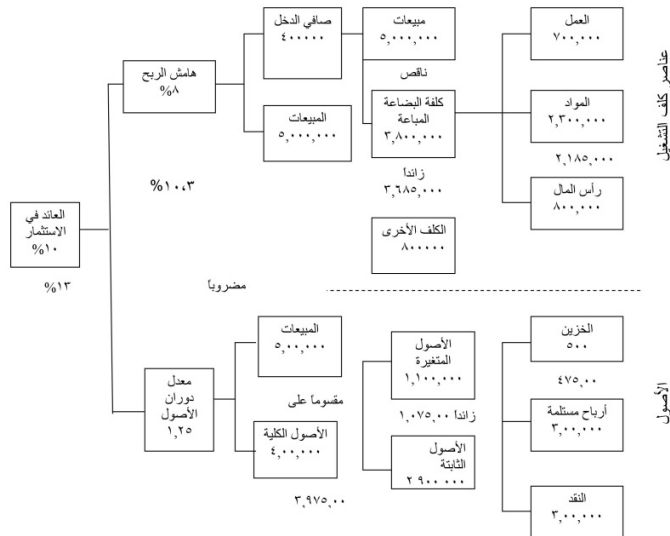 عناصر كلف التشغيل
العمل
٧٠٠,٠٠٠
المواد
٢,٣٠٠,٠٠٠
٢,١٨٥,٠٠٠
رأس المال
٨٠٠,٠٠٠
مبيعات
٥,٠٠٠,٠٠٠
ناقص
كلفة البضاعة
المباعة
٣,٨٠٠,٠٠٠
زائداً
٣,٦٨٥,٠٠٠
الكلف الأخرى
٨٠٠٠٠٠
صافي الدخل
٤٠٠٠٠٠
المبيعات
٥,٠٠٠,٠٠٠
هامش الربح
%٨
%١٠،٣
العائد في
الاستثمار
%١٠
%١٣
مضروباً
الأصول
الخزين
٥٠٠
٤٧٥,٠٠
أرباح مستلمة
٣,٠٠,٠٠٠
النقد
٣,٠٠,٠٠٠
الأصول
المتغيرة
١,١٠٠,٠٠٠
زائداً ١,٠٧٥,٠٠
الأصول
الثابتة
٢ ٩٠٠ ٠٠٠
المبيعات
٥,٠٠,٠٠٠
مقسوماً على
الأصول الكلية
٤,٠٠,٠٠٠
٣,٩٧٥,٠٠
معدل
دوران
الأصول
١,٢٥